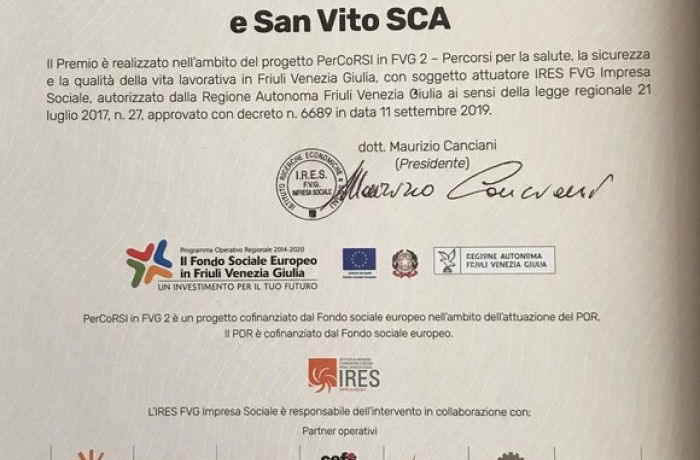 e San Vito SCA
Il Premio è realizzato nell'ambito del progetto PerCoRSI in FVG 2 – Percorsi per la salute, la sicurezza
e la qualità della vita lavorativa in Friuli Venezia Giulia, con soggetto attuatore IRES FVG Impresa
Sociale, autorizzato dalla Regione Autonoma Friuli Venezia Giulia ai sensi della legge regionale 21
luglio 2017, n. 27, approvato con decreto n. 6689 in data 11 settembre 2019.
dott. Maurizio Canciani
(Presidente)
ISTITUTO RICERCHE ECONOMICHE
I.R.E.S.
F.V.G.
IMPRESA SOCIALE
Maurizio Canciani
Programma Operativo Regionale 2014-2020
Il Fondo Sociale Europeo
in Friuli Venezia Giulia
UN INVESTIMENTO PER IL TUO FUTURO
REGIONE AUTONOMA
FRIULI VENEZIA GIULIA
PerCoRSI in FVG 2 è un progetto cofinanziato dal Fondo sociale europeo nell'ambito dell'attuazione del POR.
Il POR è cofinanziato dal Fondo sociale europeo.
IRES
L'IRES FVG Impresa Sociale è responsabile dell'intervento in collaborazione con:
Partner operativi